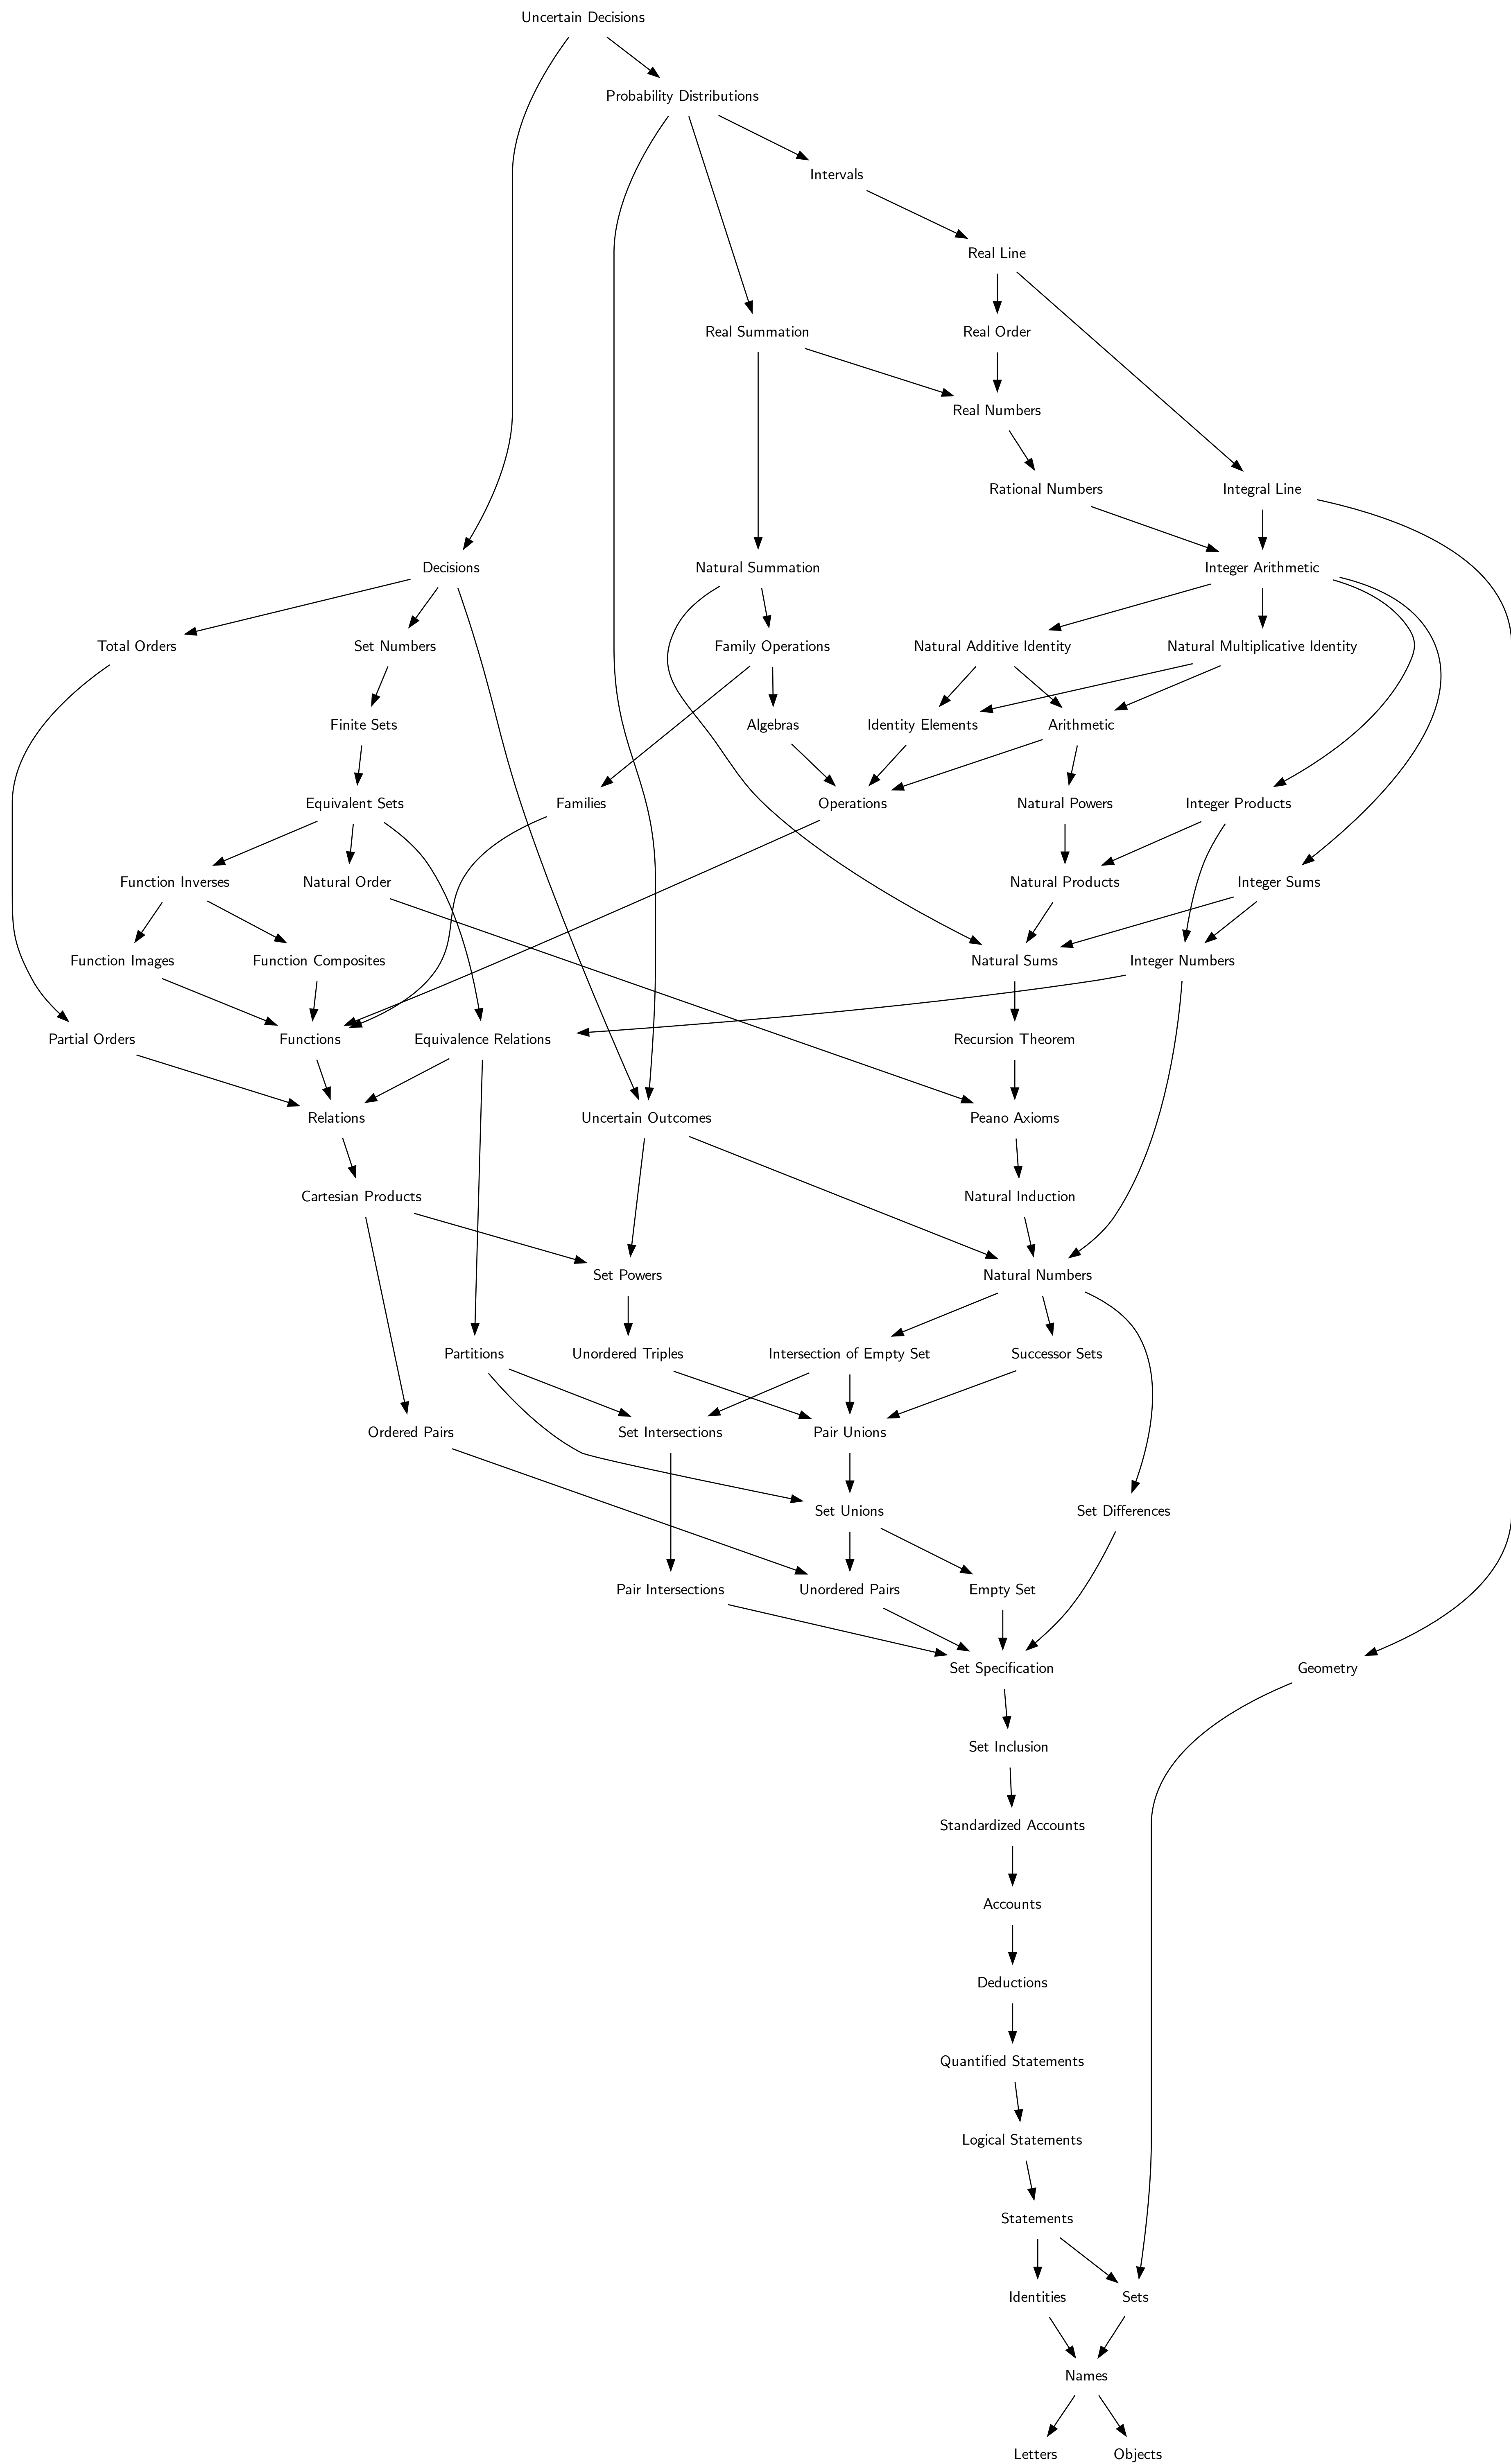 Uncertain Decisions
Probability Distributions
Intervals
Real Line
Real Summation
Real Order
Real Numbers
Rational Numbers
Integral Line
Decisions
Natural Summation
Integer Arithmetic
Total Orders
Set Numbers
Family Operations
Natural Additive Identity
Natural Multiplicative Identity
Finite Sets
Algebras
Identity Elements
Arithmetic
Equivalent Sets
Families
Operations
Natural Powers
Integer Products
Function Inverses
Natural Order
Natural Products
Integer Sums
Function Images
Function Composites
Natural Sums
Integer Numbers
Partial Orders
Functions
Equivalence Relations
Recursion Theorem
Relations
Uncertain Outcomes
Peano Axioms
Cartesian Products
Natural Induction
Set Powers
Natural Numbers
Partitions
Unordered Triples
Intersection of Empty Set
Successor Sets
Ordered Pairs
Set Intersections
Pair Unions
Set Unions
Set Differences
Pair Intersections
Unordered Pairs
Empty Set
Set Specification
Geometry
Set Inclusion
Standardized Accounts
Accounts
Deductions
Quantified Statements
Logical Statements
Statements
Identities
Sets
Names
Letters
Objects